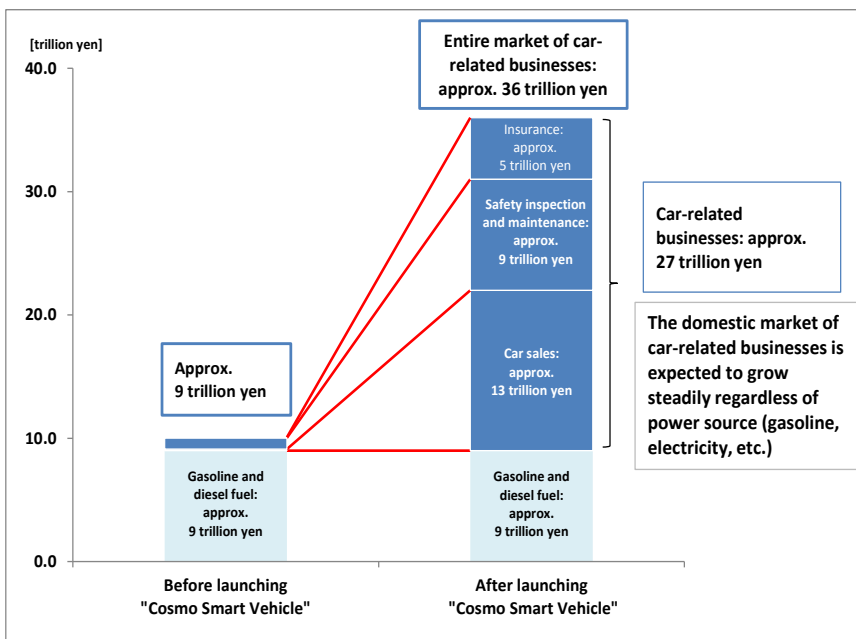 [trillion yen]
40.0
30.0
20.0
10.0
0.0
Entire market of car-
related businesses:
approx. 36 trillion yen
Insurance:
approx.
5 trillion yen
Safety inspection
and maintenance:
approx.
9 trillion yen
Car sales:
approx.
13 trillion yen
Gasoline and
diesel fuel:
approx.
9 trillion yen
Car-related
businesses: approx.
27 trillion yen
The domestic market of
car-related businesses is
expected to grow
steadily regardless of
power source (gasoline,
electricity, etc.)
Approx.
9 trillion yen
Gasoline and
diesel fuel:
approx.
9 trillion yen
Before launching
"Cosmo Smart Vehicle"
After launching
"Cosmo Smart Vehicle"